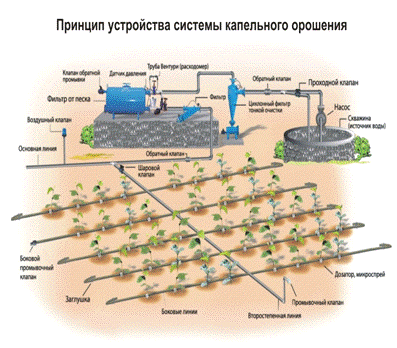 Принцип устройства системы капельного орошения
Труба Вентури (расходомер)
Клапан обратной
промывки
Датчик давления
Обратный клапан
Проходной клапан
Фильтр от песка
Фильтр
Насос
Циклонный фильтр
тонкой очистки
Скважина
(источник воды)
Воздушный клапан
Основная линия
Обратный клапан
Шаровой
клапан
Боковой
промывочный
клапан
Дозатор, микрострей
Заглушка
Промывочный клапан
Боковые линии
Второстепенная линия